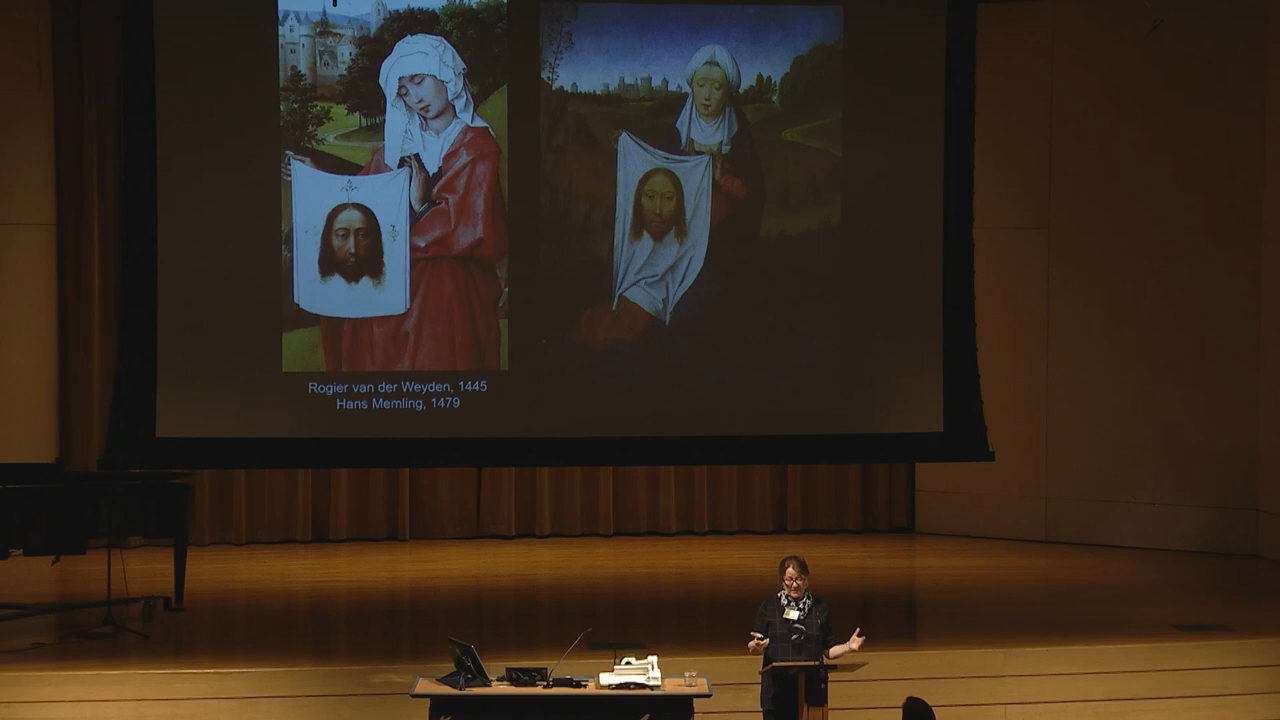 Rogier van der Weyden, 1445
Hans Memling, 1479